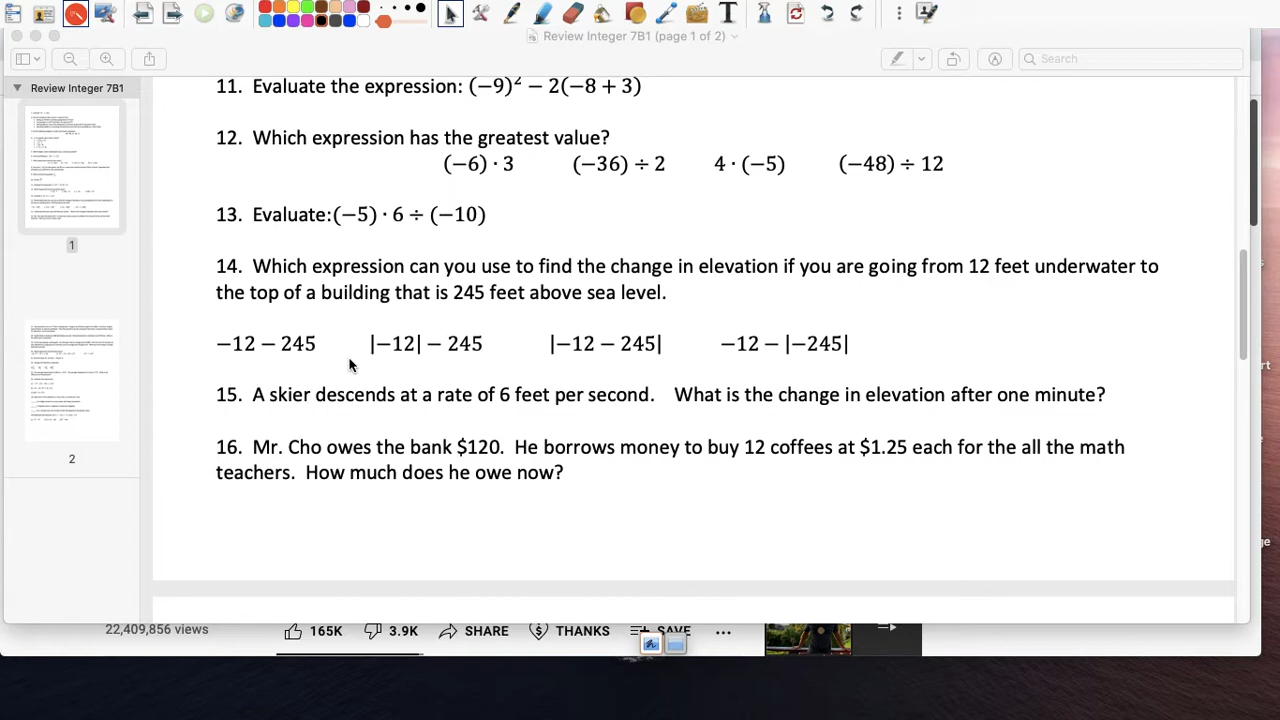 Review Integer 7B1 (page 1 of 2)
Search
Review Integer 7B1
1
2
11. Evaluate the expression: (−9)² − 2(−8 + 3)
12. Which expression has the greatest value?
(−6) · 3 (−36) ÷ 2 4 · (−5) (−48) ÷ 12
13. Evaluate:(−5) · 6 ÷ (−10)
14. Which expression can you use to find the change in elevation if you are going from 12 feet underwater to
the top of a building that is 245 feet above sea level.
−12 − 245 |−12| − 245 |−12 − 245| −12 − |−245|
15. A skier descends at a rate of 6 feet per second. What is the change in elevation after one minute?
16. Mr. Cho owes the bank $120. He borrows money to buy 12 coffees at $1.25 each for the all the math
teachers. How much does he owe now?
22,409,856 views 165K 3.9K SHARE THANKS SAVE